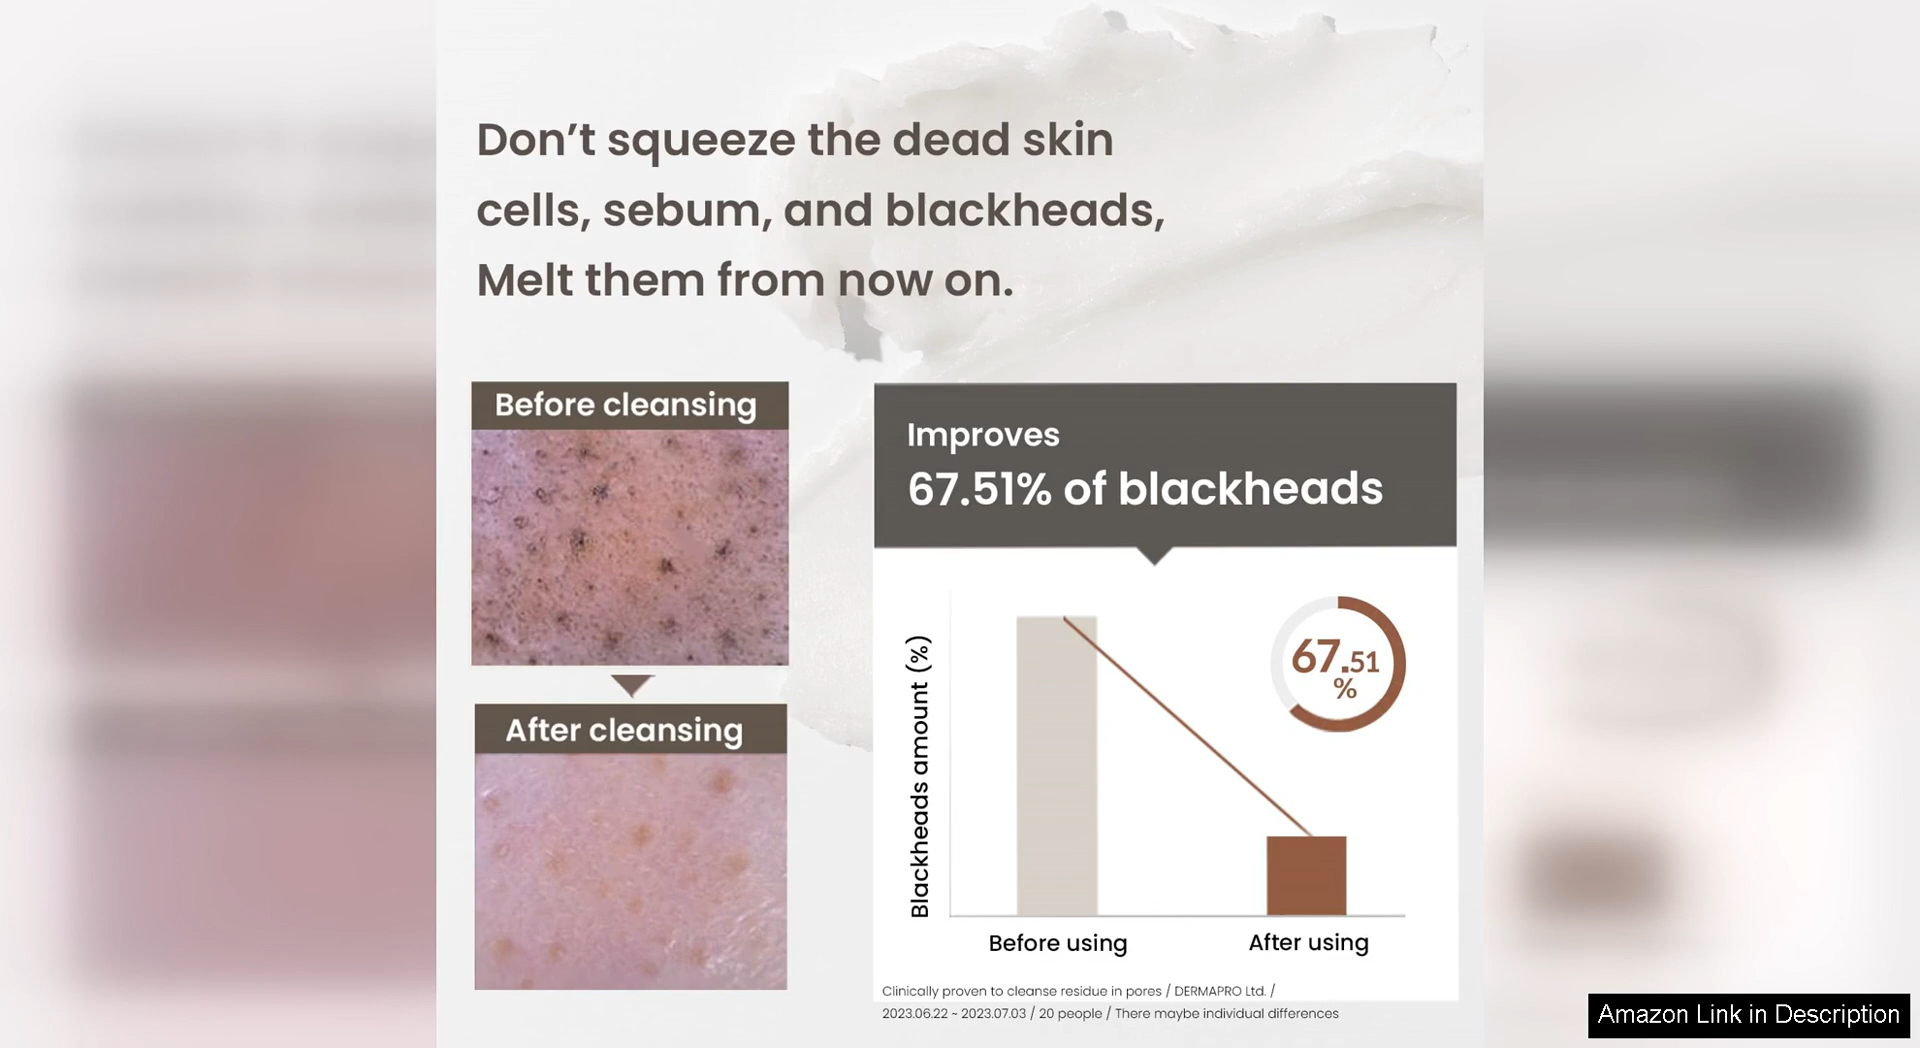 Don't squeeze the dead skin
cells, sebum, and blackheads,
Melt them from now on.
Before cleansing
After cleansing
Improves
67.51% of blackheads
Blackheads amount (%)
67.51
%
Before using
After using
Clinically proven to cleanse residue in pores / DERMAPRO Ltd. /
2023.06.22 ~ 2023.07.03 / 20 people / There maybe individual differences
Amazon Link in Description